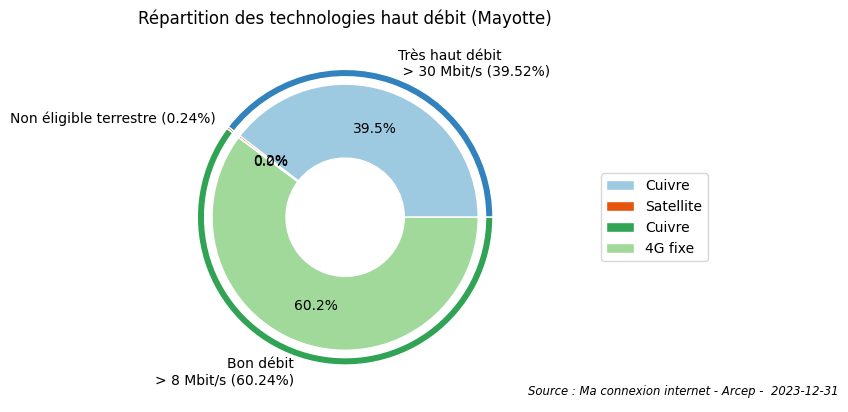 Répartition des technologies haut débit (Mayotte)
Très haut débit
> 30 Mbit/s (39.52%)
Non éligible terrestre (0.24%)
39.5%
60.2%
Bon débit
> 8 Mbit/s (60.24%)
Cuivre
Satellite
Cuivre
4G fixe
Source : Ma connexion internet - Arcep -  2023-12-31